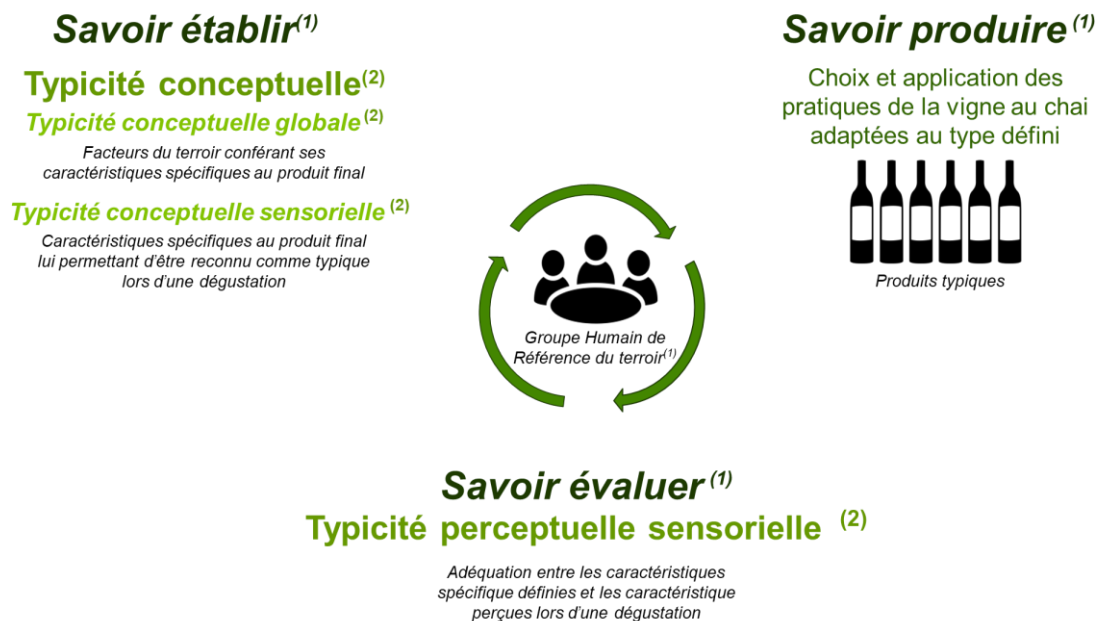 Savoir établir(1)
Typicité conceptuelle(2)
Typicité conceptuelle globale (2)
Facteurs du terroir conférant ses
caractéristiques spécifiques au produit final
Typicité conceptuelle sensorielle (2)
Caractéristiques spécifiques au produit final
lui permettant d'être reconnu comme typique
lors d'une dégustation
Savoir produire (1)
Choix et application des
pratiques de la vigne au chai
adaptées au type défini
Produits typiques
Groupe Humain de
Référence du terroir(1)
Savoir évaluer (1)
Typicité perceptuelle sensorielle (2)
Adéquation entre les caractéristiques
spécifique définies et les caractéristique
perçues lors d'une dégustation